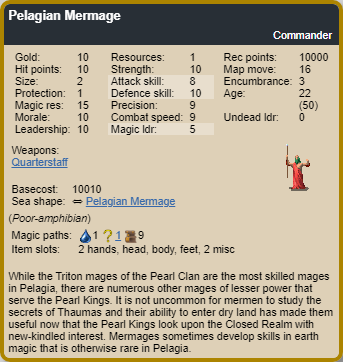 Pelagian Mermage
Commander
Gold: 10 Resources: 1 Rec points: 10000
Hit points: 10 Strength: 10 Map move: 16
Size: 2 Attack skill: 8 Encumbrance: 3
Protection: 1 Defence skill: 10 Age: 22
Magic res: 15 Precision: 9 (50)
Morale: 10 Combat speed: 9 Undead ldr: 0
Leadership: 10 Magic ldr: 5
Weapons:
Quarterstaff
Basecost: 10010
Sea shape: ⇔ Pelagian Mermage
(Poor-amphibian)
Magic paths: 1 ? 1 9
Item slots: 2 hands, head, body, feet, 2 misc
While the Triton mages of the Pearl Clan are the most skilled mages
in Pelagia, there are numerous other mages of lesser power that
serve the Pearl Kings. It is not uncommon for mermen to study the
secrets of Thaumas and their ability to enter dry land has made them
useful now that the Pearl Kings look upon the Closed Realm with
new-kindled interest. Mermages sometimes develop skills in earth
magic that is otherwise rare in Pelagia.